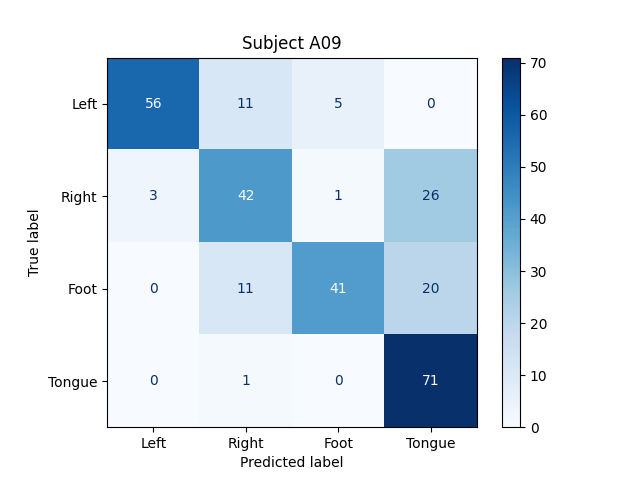 Subject A09
True label
Left 56 11 5 0
Right 3 42 1 26
Foot 0 11 41 20
Tongue 0 1 0 71
Left Right Foot Tongue
Predicted label
70
60
50
40
30
20
10
0